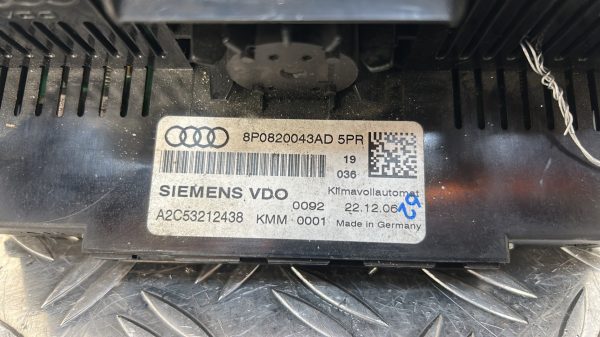 8P0820043AD 5PR
19
036
SIEMENS VDO
Klimavollautomat
0092 22.12.06
A2C53212438 KMM 0001 Made in Germany